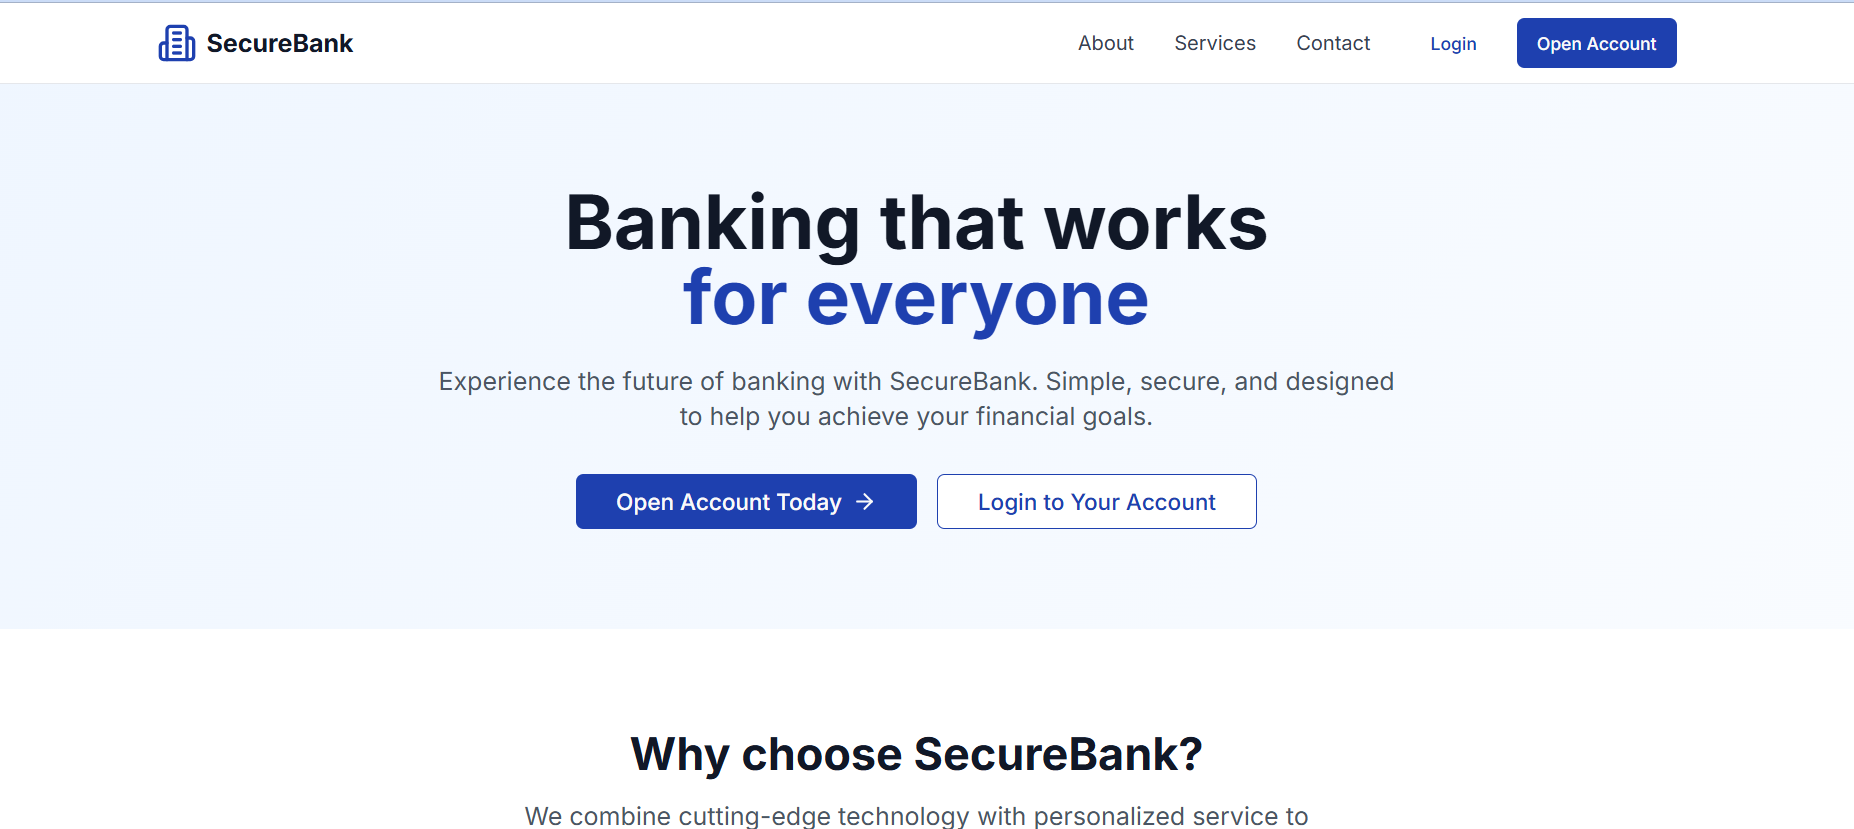 SecureBank
About
Services
Contact
Login
Open Account
Banking that works
for everyone
Experience the future of banking with SecureBank. Simple, secure, and designed
to help you achieve your financial goals.
Open Account Today →
Login to Your Account
Why choose SecureBank?
We combine cutting-edge technology with personalized service to